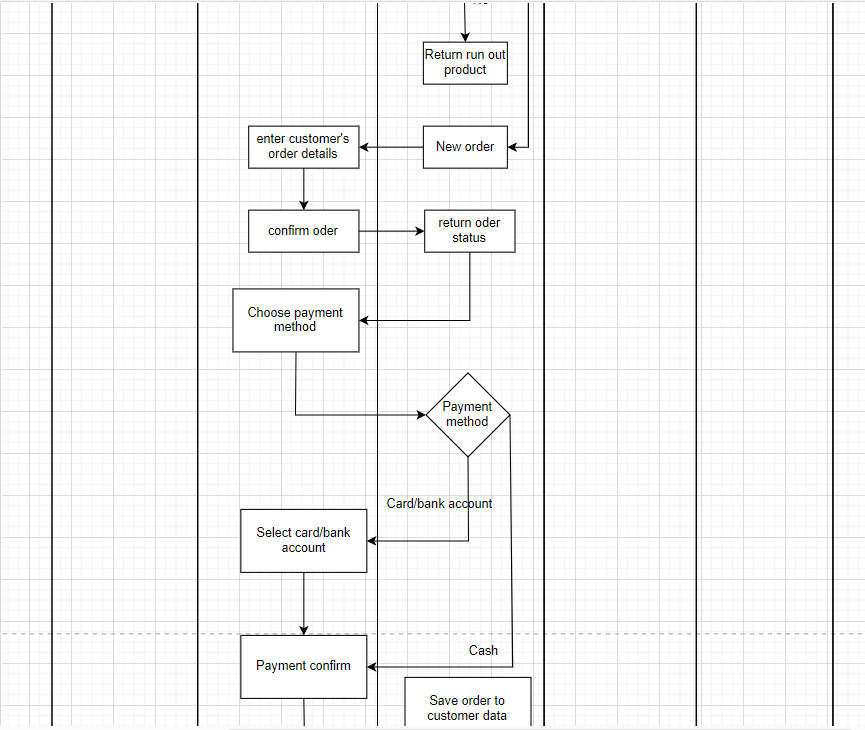 Return run out
product
enter customer's
order details
New order
confirm oder
return oder
status
Choose payment
method
Payment
method
Card/bank account
Select card/bank
account
Cash
Payment confirm
Save order to
customer data